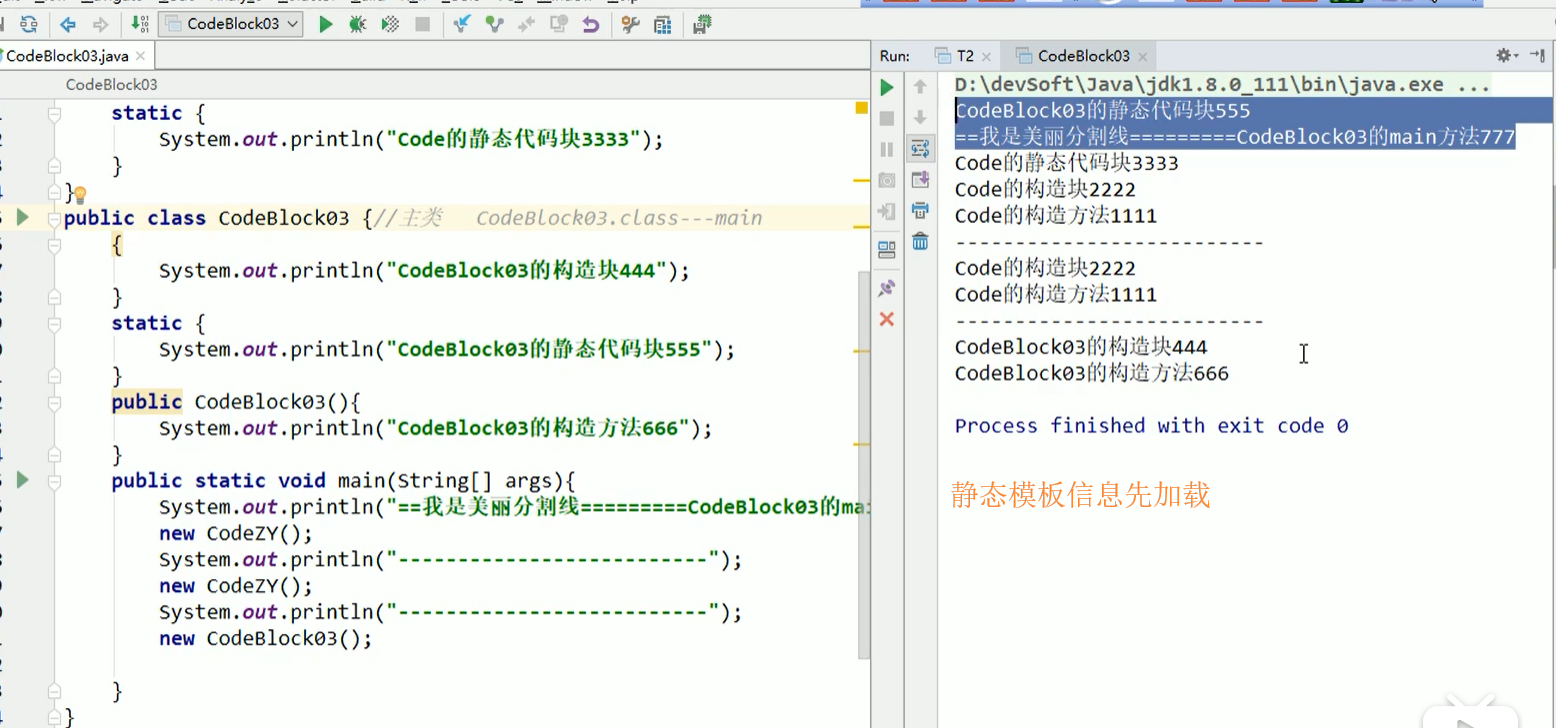 CodeBlock03
CodeBlock03.java
CodeBlock03
static {
System.out.println("Code的静态代码块3333");
}
}
public class CodeBlock03 {//主类 CodeBlock03.class---main
{
System.out.println("CodeBlock03的构造块444");
}
static {
System.out.println("CodeBlock03的静态代码块555");
}
public CodeBlock03(){
System.out.println("CodeBlock03的构造方法666");
}
public static void main(String[] args){
System.out.println("==我是美丽分割线=========CodeBlock03的ma
new CodeZY();
System.out.println("--------------------------");
new CodeZY();
System.out.println("--------------------------");
new CodeBlock03();
}
}
Run: T2 CodeBlock03
D:\devSoft\Java\jdk1.8.0_111\bin\java.exe ...
CodeBlock03的静态代码块555
==我是美丽分割线=========CodeBlock03的main方法777
Code的静态代码块3333
Code的构造块2222
Code的构造方法1111
--------------------------
Code的构造块2222
Code的构造方法1111
--------------------------
CodeBlock03的构造块444
CodeBlock03的构造方法666
Process finished with exit code 0
静态模板信息先加载